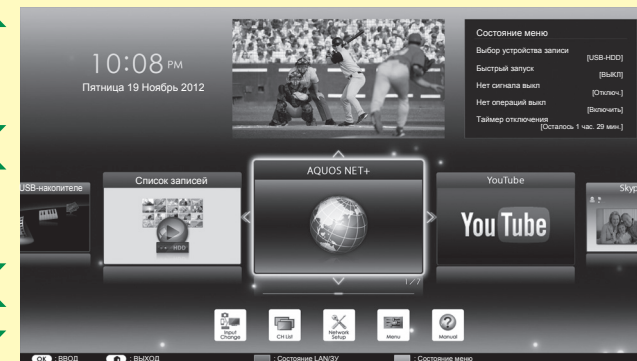 10:08 PM
Пятница 19 Ноябрь 2012
Состояние меню
Выбор устройства записи
[USB-HDD]
Быстрый запуск
[ВЫКЛ]
Нет сигнала выкл
[Отключ.]
Нет операций выкл
[Включить]
Таймер отключения
[Осталось 1 час. 29 мин.]
USB-накопителе
Список записей
HDD
AQUOS NET+
1/7
YouTube
You Tube
Skyp
Input Change
CH List
Network Setup
Menu
Manual
OK : ВВОД
: ВЫХОД
: Состояние LAN/ЗУ
: Состояние меню